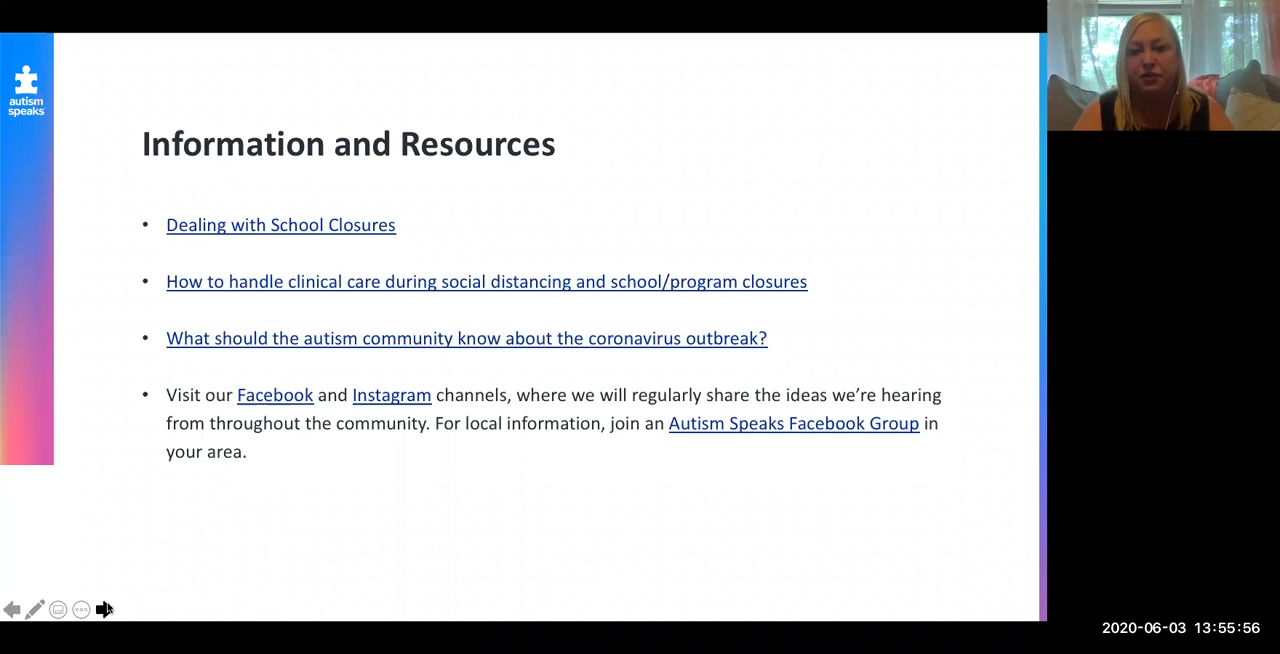 autism
speaks
Information and Resources
• Dealing with School Closures
• How to handle clinical care during social distancing and school/program closures
• What should the autism community know about the coronavirus outbreak?
• Visit our Facebook and Instagram channels, where we will regularly share the ideas we’re hearing
from throughout the community. For local information, join an Autism Speaks Facebook Group in
your area.
2020-06-03 13:55:56